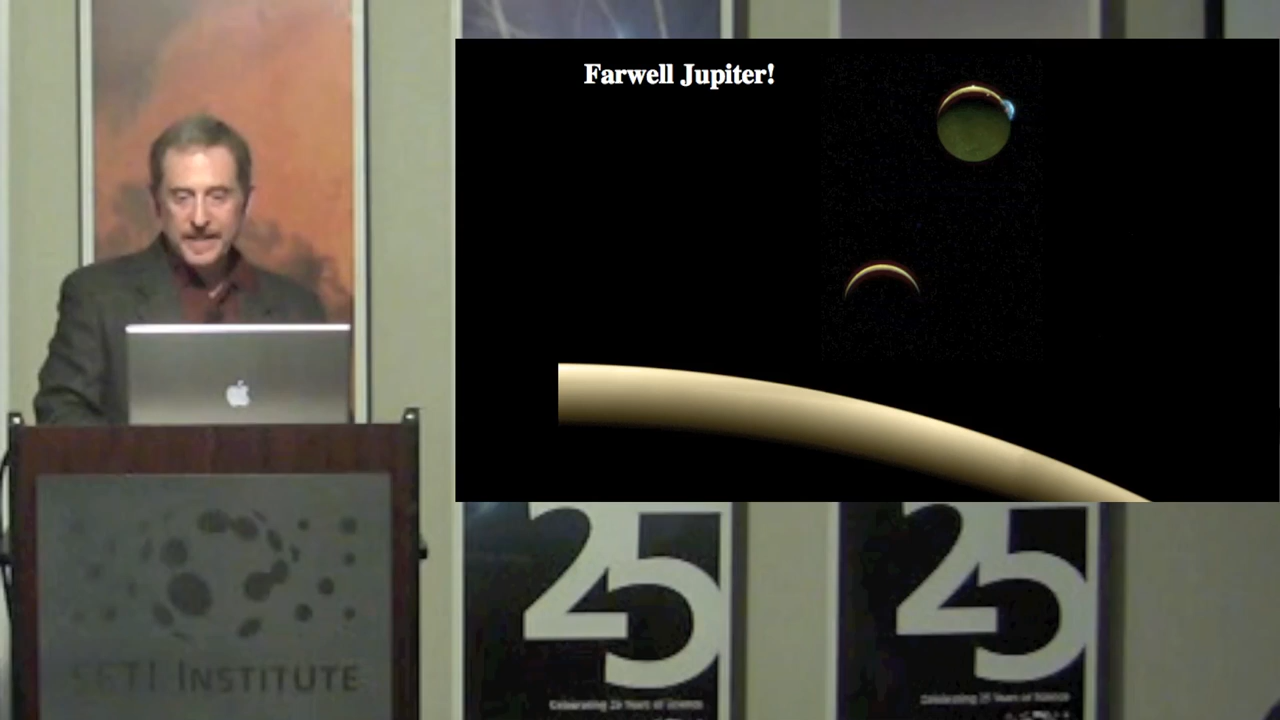 Farwell Jupiter!
SETI INSTITUTE
25
Celebrating 25 Years of Science
25
Celebrating 25 Years of Science